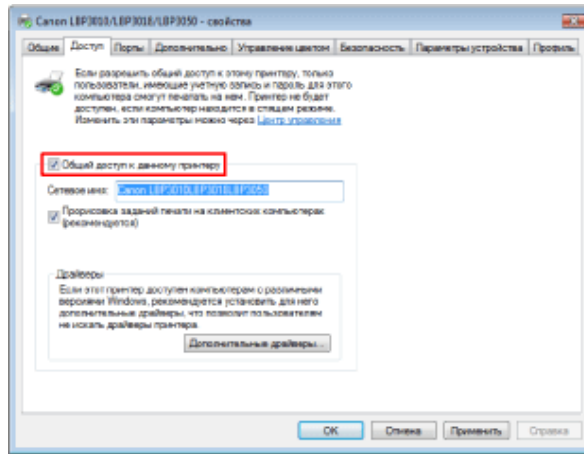 Canon LBP3010/LBP3018/LBP3050 - свойства
Общие Доступ Порты Дополнительно Управление цветом Безопасность Параметры устройства Профиль
Если разрешить общий доступ к этому принтеру, только
пользователи, имеющие учетную запись и пароль для этого
компьютера смогут печатать на нем. Принтер не будет
доступен, если компьютер находится в спящем режиме.
Изменить эти параметры можно через Центр управления
Общий доступ к данному принтеру
Сетевое имя: Canon LBP3010LBP3018LBP3050
Прорисовка заданий печати на клиентских компьютерах
(рекомендуется)
Драйверы
Если этот принтер доступен компьютерам с различными
версиями Windows, рекомендуется установить для него
дополнительные драйверы, что позволит пользователям
не искать драйверы принтера.
Дополнительные драйверы...
OK Отмена Применить Справка